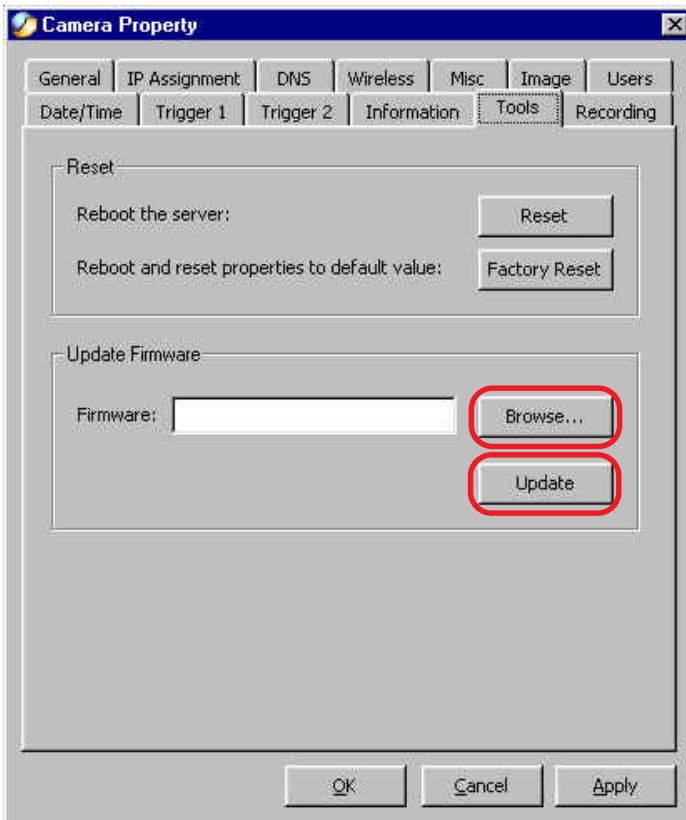 Camera Property
General IP Assignment DNS Wireless Misc Image Users
Date/Time Trigger 1 Trigger 2 Information Tools Recording
Reset
Reboot the server: Reset
Reboot and reset properties to default value: Factory Reset
Update Firmware
Firmware: Browse...
Update
OK Cancel Apply